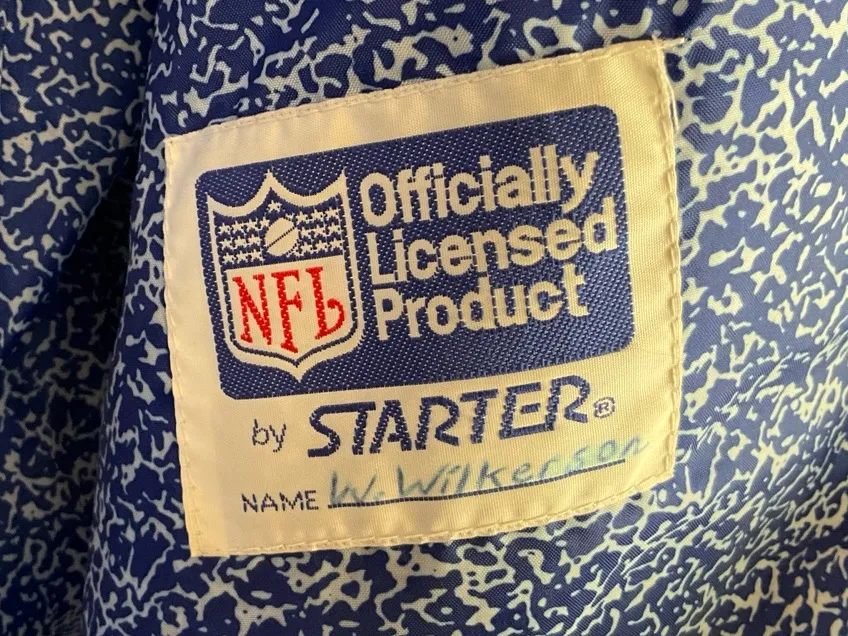 NFL
Officially
Licensed
Product
by STARTER®
NAME W. Wilkerson